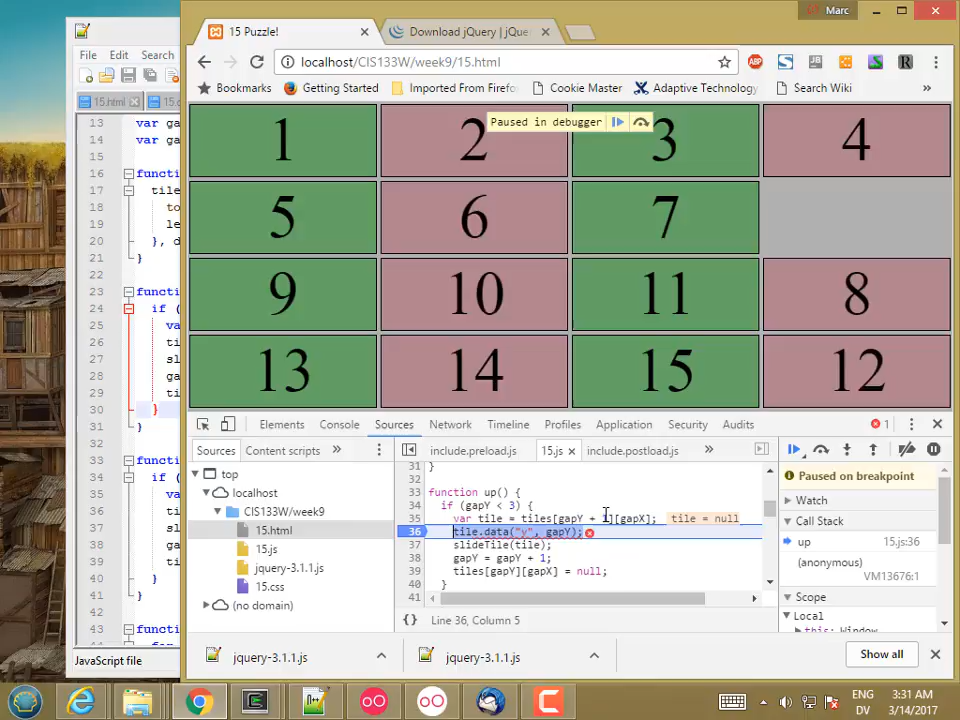 Marc
15 Puzzle!
Download jQuery | jQue
File Edit Search
localhost/CIS133W/week9/15.html
Bookmarks Getting Started Imported From Firefo Cookie Master Adaptive Technology Search Wiki »
15.html
Paused in debugger
1 2 3 4
5 6 7
9 10 11 8
13 14 15 12
13 var ga
14 var ga
15
16 functio
17 tile
18 to
19 le
20 }, d
21 }
22
23 functio
24 if (
25 va
26 ti
27 sl
28 ga
29 ti
30 }
31 }
32
33 functio
34 if (
35 va
36 ti
37 sl
38 ga
39 ti
40 }
41 }
42
43 functio
44
JavaScript file
Elements Console Sources Network Timeline Profiles Application Security Audits 1
Sources Content scripts »
include.preload.js 15.js include.postload.js »
top
localhost
CIS133W/week9
15.html
15.js
jquery-3.1.1.js
15.css
(no domain)
31 }
32
33 function up() {
34 if (gapY < 3) {
35 var tile = tiles[gapY + 1][gapX]; tile = null
36 tile.data("y", gapY);
37 slideTile(tile);
38 gapY = gapY + 1;
39 tiles[gapY][gapX] = null;
40 }
41
{} Line 36, Column 5
Paused on breakpoint
Watch
Call Stack
up
15.js:36
(anonymous)
VM13676:1
Scope
Local
this: Window
jquery-3.1.1.js
jquery-3.1.1.js
Show all
ENG
DV
3:31 AM
3/14/2017